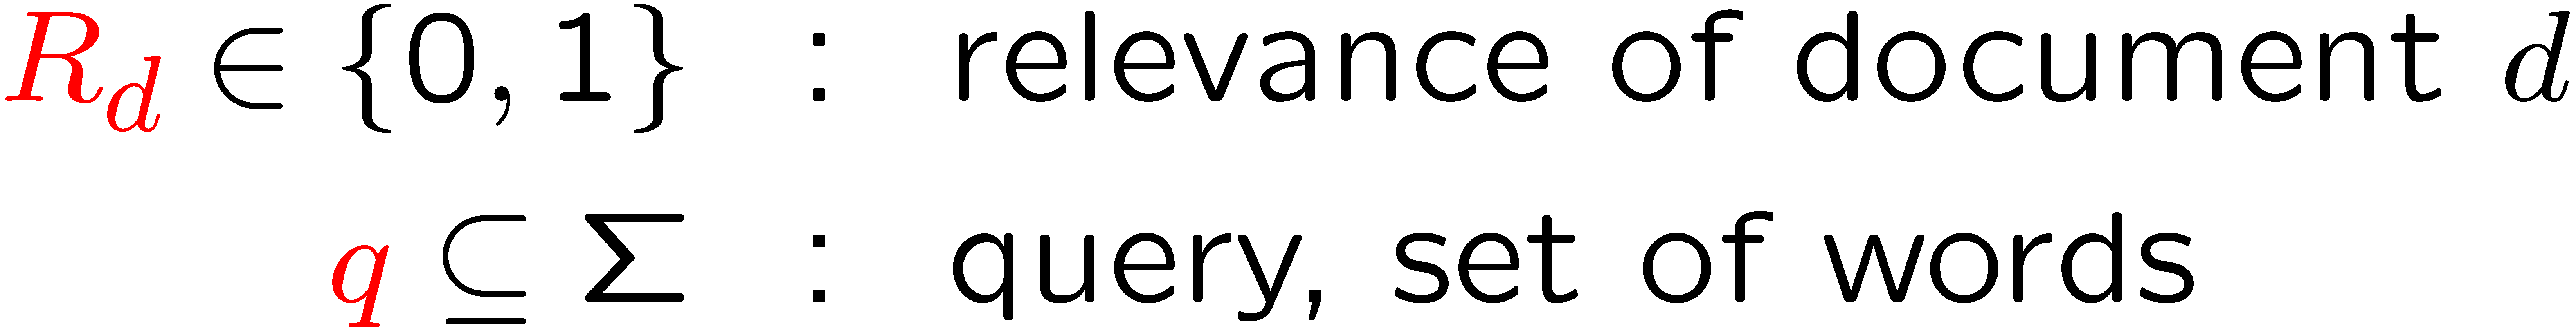 R_d ∈ {0, 1} : relevance of document d
q ⊆ Σ : query, set of words